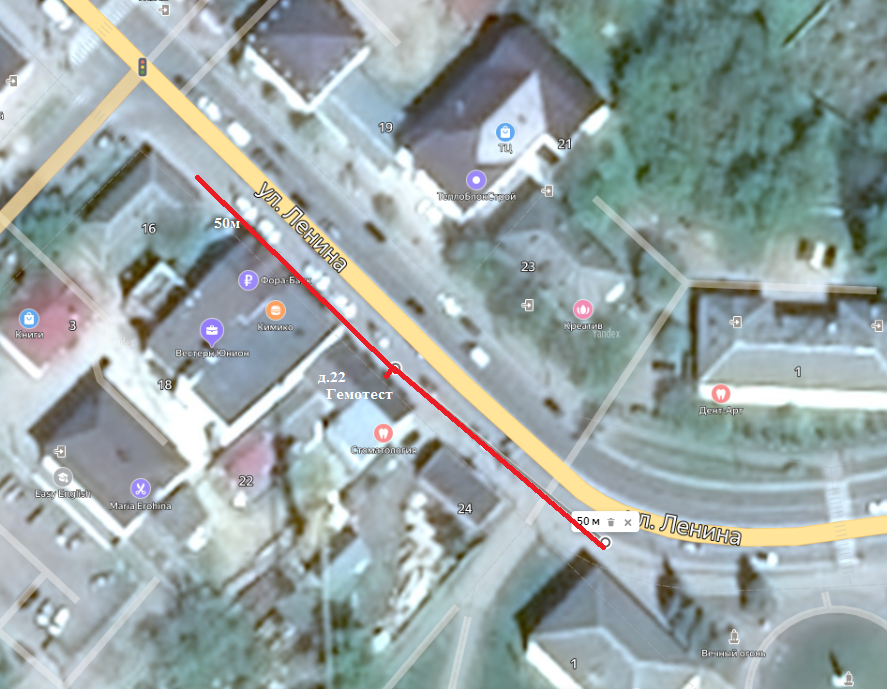 19
21
ТЦ
ТеплоБлокСтрой
ул. Ленина
50м
16
23
Фора-Банк
Креатив
Yandex
Книги
3
Кимико
Вестерн Юнион
д.22
Гемотест
18
1
Дент-Арт
Стоматология
Easy English
Maria Erohina
22
24
50 м
ул. Ленина
Вечный огонь
1